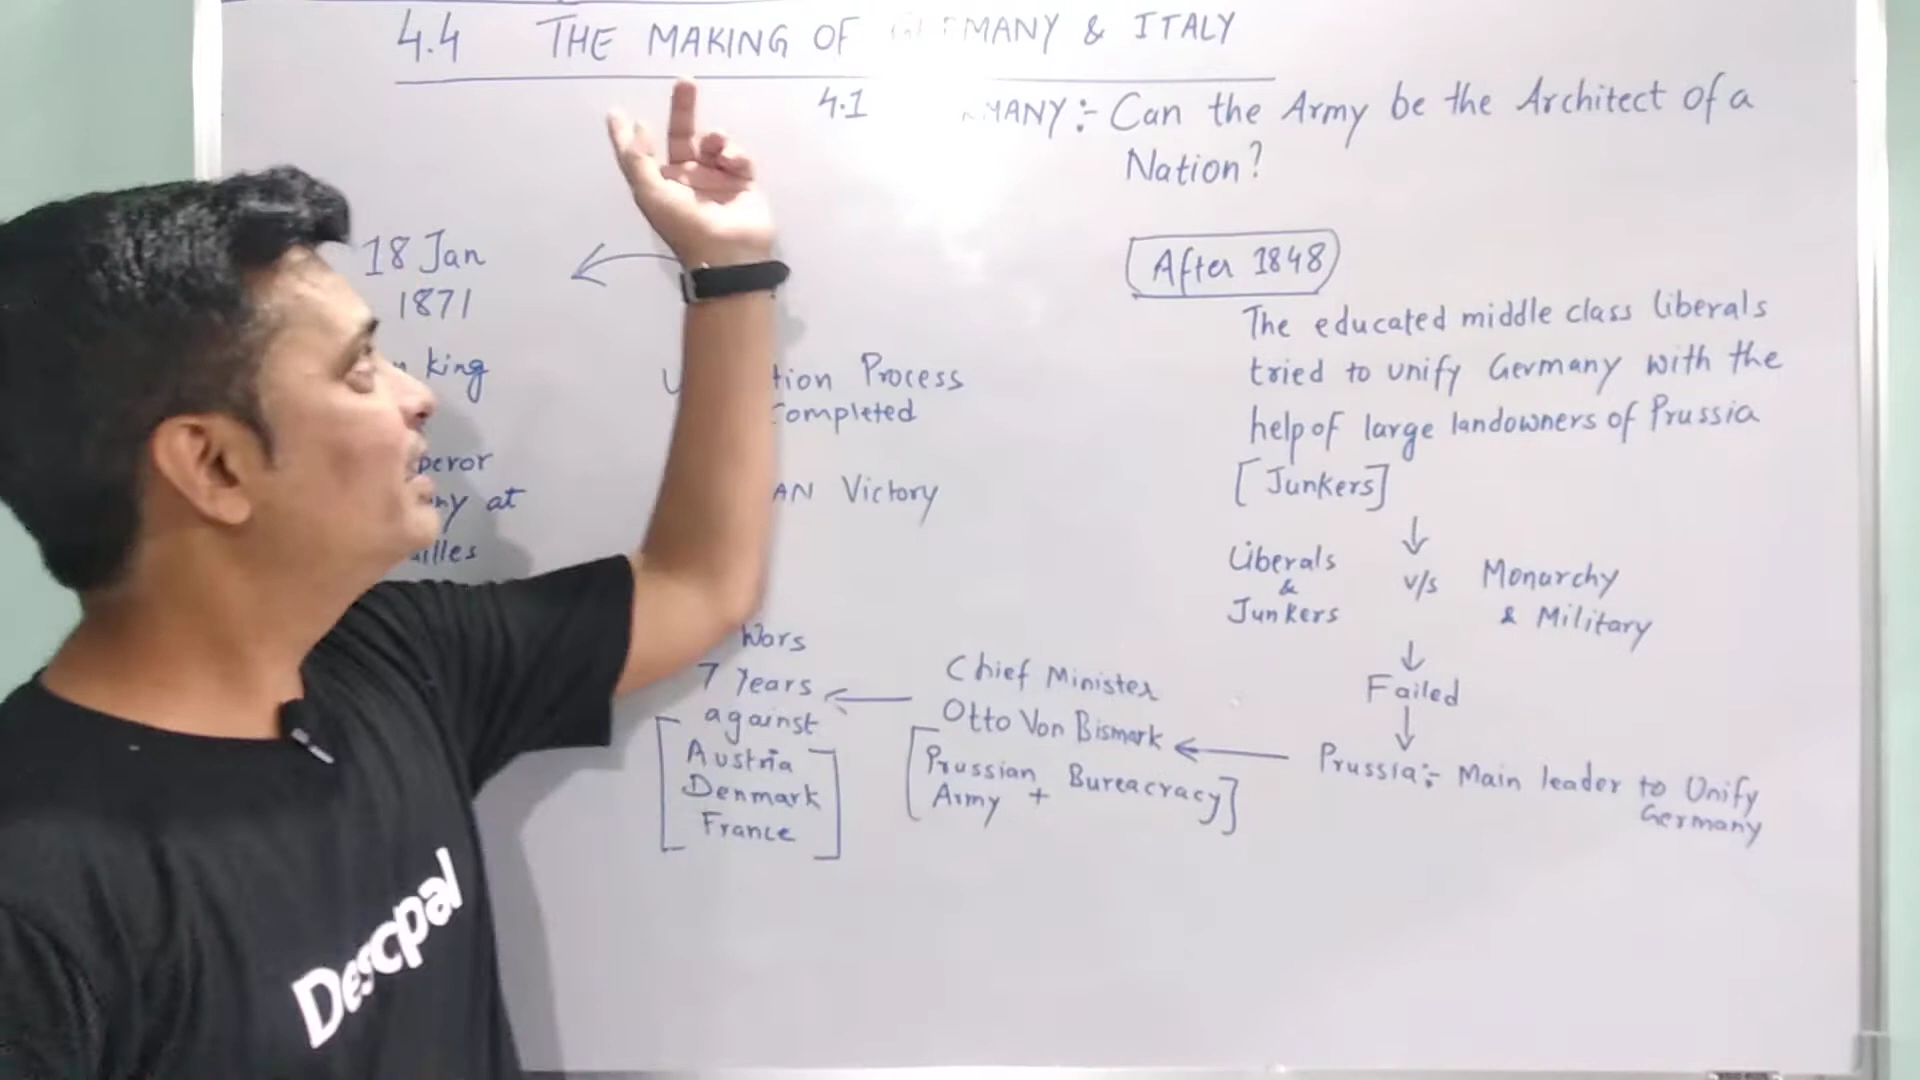 4.4 THE MAKING OF GERMANY & ITALY
4.1 MANY:- Can the Army be the Architect of a
Nation?
After 1848
The educated middle class liberals
tried to unify Germany with the
help of large landowners of Prussia
[Junkers]
Liberals
&
Junkers
v/s
Monarchy
& Military
Failed
Prussia:- Main leader to Unify
Germany
Chief Minister
Otto Von Bismark
[Prussian Army + Bureacracy]
Wors
7 Years
against
Austria
Denmark
France
tion Process
Completed
AN Victory
18 Jan
1871
king
peror
ny at
illes
Descpal